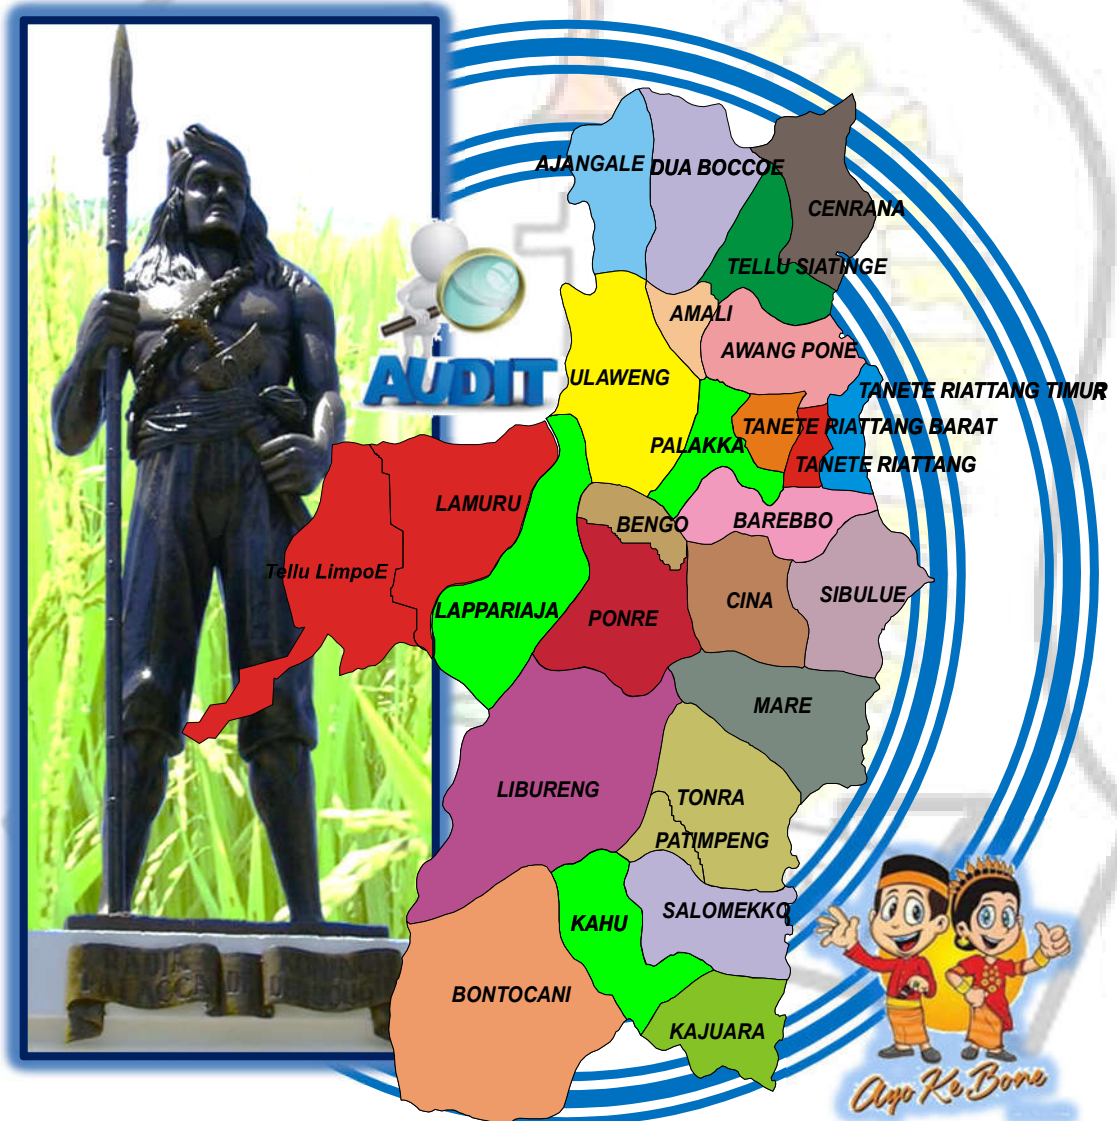 AJANGALE
DUA BOCCOE
CENRANA
TELLU SIATINGE
AMALI
AWANG PONE
AUDIT
ULAWENG
TANETE RIATTANG TIMUR
TANETE RIATTANG BARAT
PALAKKA
TANETE RIATTANG
LAMURU
BENGO
BAREBBO
Tellu LimpoE
LAPPARIAJA
PONRE
CINA
SIBULUE
MARE
LIBURENG
TONRA
PATIMPENG
KAHU
SALOMEKKO
BONTOCANI
KAJUARA
Ayo Ke Bone